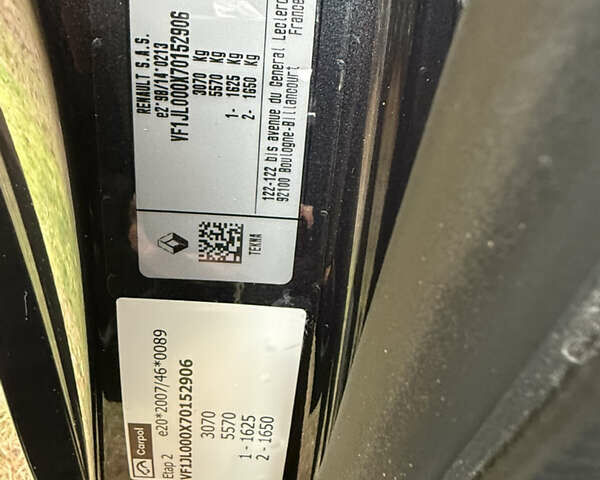 RENAULT S.A.S.
e2*98/14*0213
VF1JL000X70152906
3070 Kg
5570 Kg
1- 1625 Kg
2- 1650 Kg
122-122 bis avenue du General Leclerc
92100 Boulogne-Billancourt France
TEKNA
Carpol
Etap 2 e20*2007/46*0089
VF1JL000X70152906
3070
5570
1 - 1625
2 - 1650